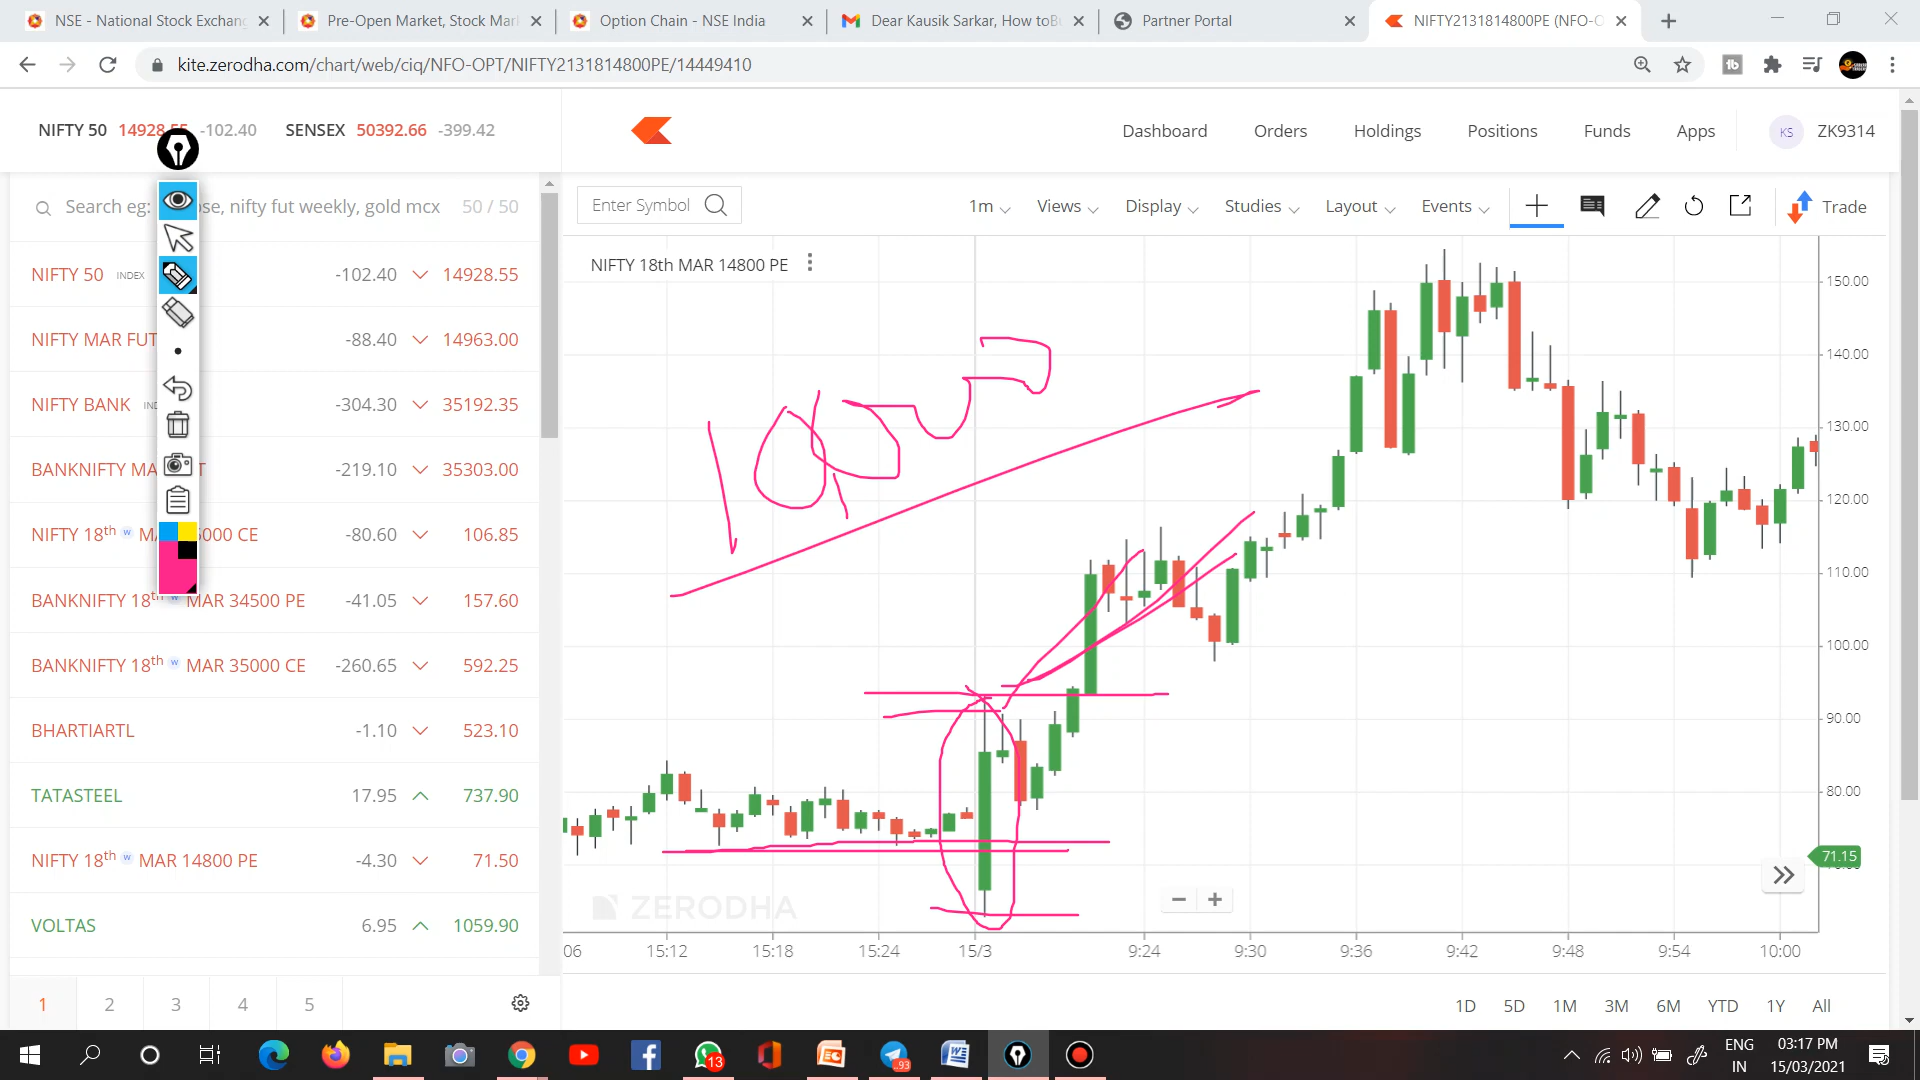 NSE - National Stock Exchang
Pre-Open Market, Stock Mark
Option Chain - NSE India
Dear Kausik Sarkar, How toB
Partner Portal
NIFTY2131814800PE (NFO-O
kite.zerodha.com/chart/web/ciq/NFO-OPT/NIFTY2131814800PE/14449410
NIFTY 50 14928.55 -102.40 SENSEX 50392.66 -399.42
Dashboard Orders Holdings Positions Funds Apps KS ZK9314
Search eg: ose, nifty fut weekly, gold mcx 50 / 50
Enter Symbol 1m Views Display Studies Layout Events Trade
NIFTY 18th MAR 14800 PE
NIFTY 50 INDEX -102.40 14928.55
NIFTY MAR FUT -88.40 14963.00
NIFTY BANK -304.30 35192.35
BANKNIFTY MA T -219.10 35303.00
NIFTY 18th w MA 5000 CE -80.60 106.85
BANKNIFTY 18th w MAR 34500 PE -41.05 157.60
BANKNIFTY 18th w MAR 35000 CE -260.65 592.25
BHARTIARTL -1.10 523.10
TATASTEEL 17.95 737.90
NIFTY 18th w MAR 14800 PE -4.30 71.50
VOLTAS 6.95 1059.90
1 2 3 4 5
150.00
140.00
130.00
120.00
110.00
100.00
90.00
80.00
71.15
ZERODHA
06 15:12 15:18 15:24 15/3 9:24 9:30 9:36 9:42 9:48 9:54 10:00
1D 5D 1M 3M 6M YTD 1Y All
13
93
ENG
IN
03:17 PM
15/03/2021